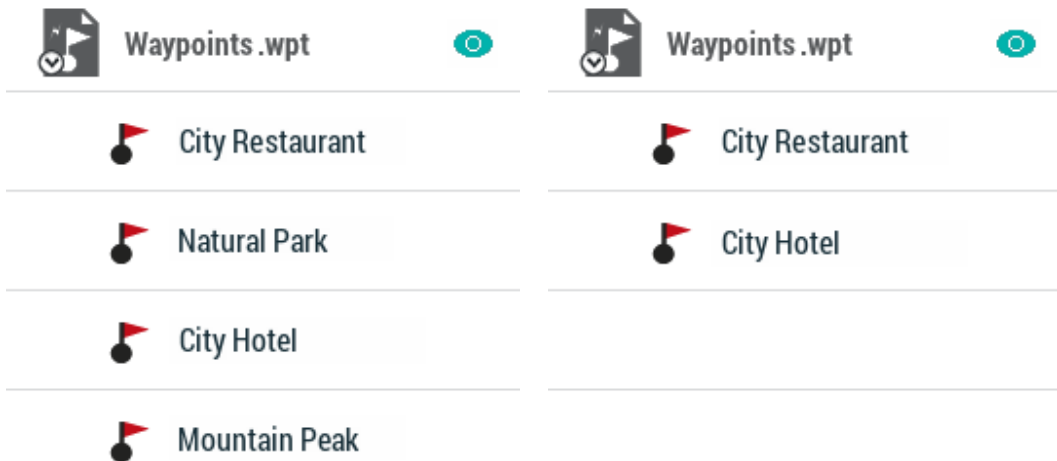 Waypoints .wpt
City Restaurant
Natural Park
City Hotel
Mountain Peak
Waypoints .wpt
City Restaurant
City Hotel